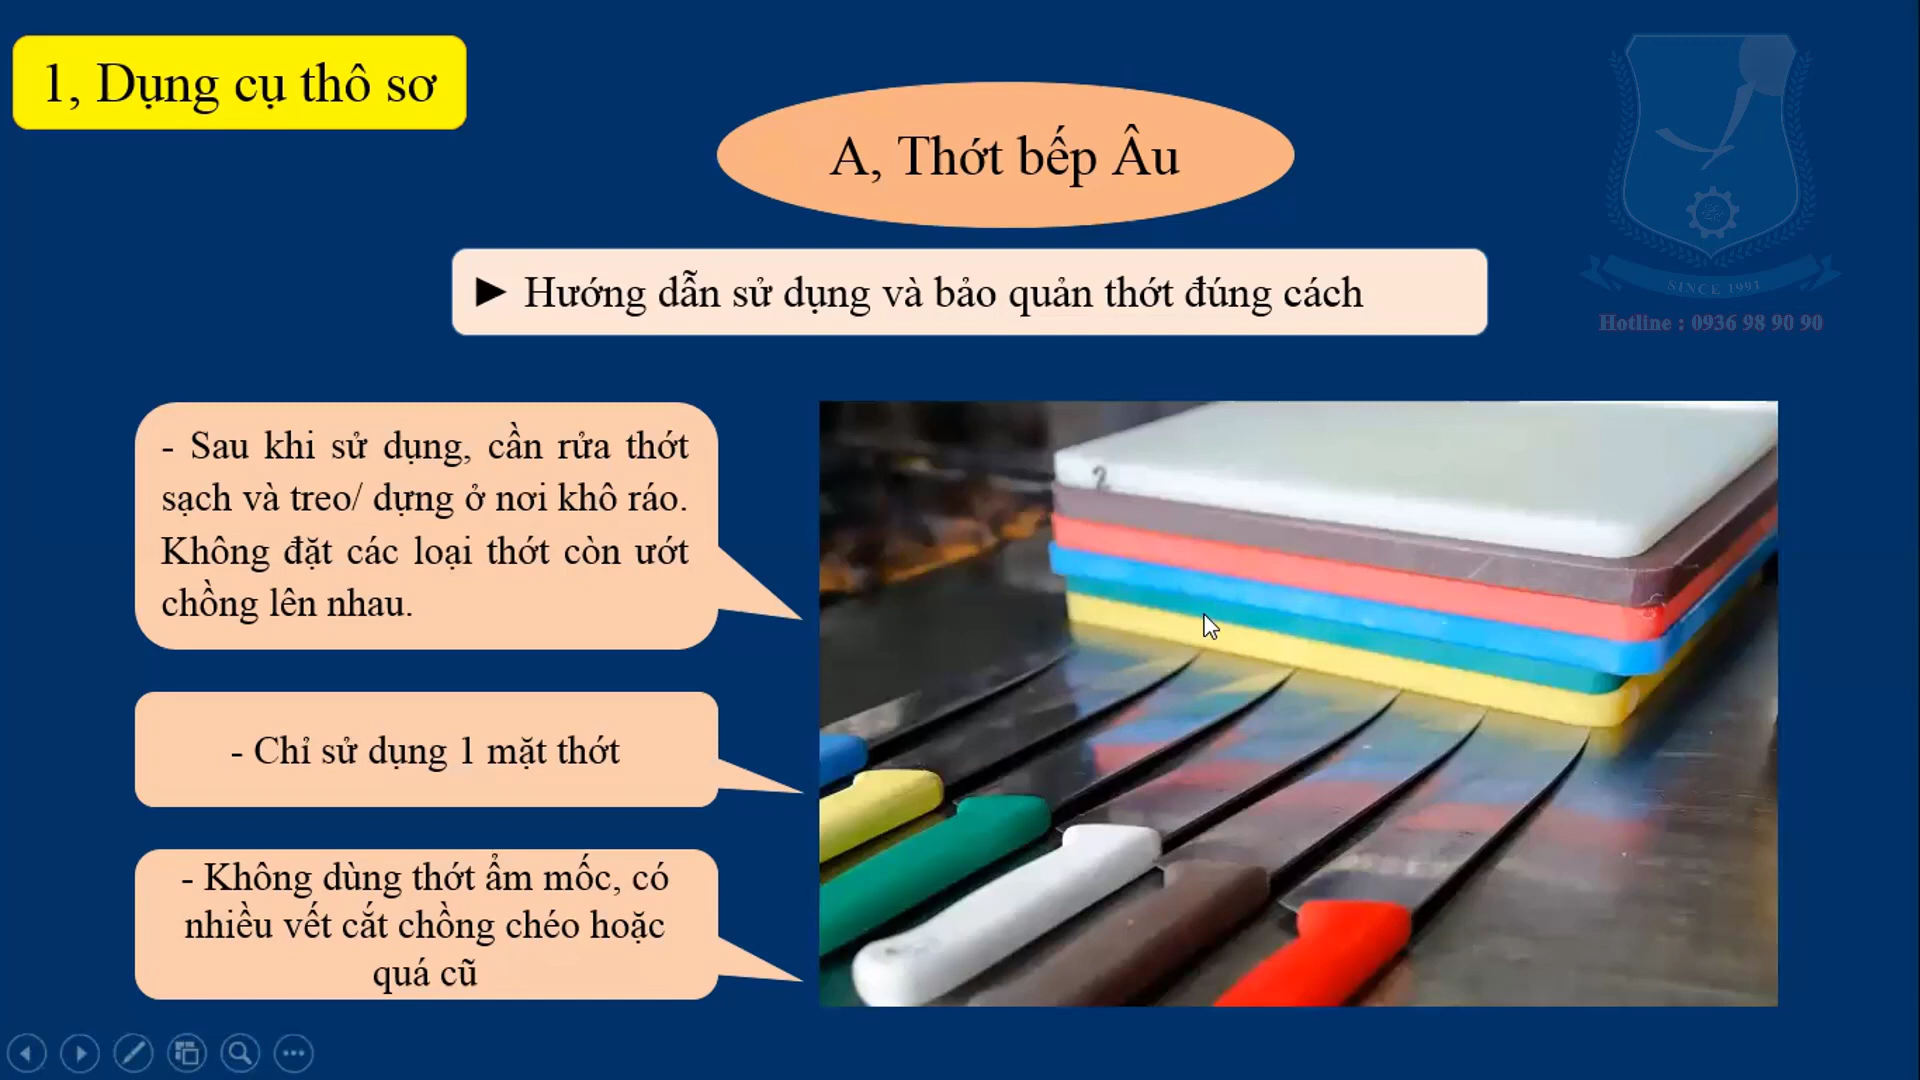 1, Dụng cụ thô sơ
A, Thớt bếp Âu
► Hướng dẫn sử dụng và bảo quản thớt đúng cách
SINCE 1991
Hotline : 0936 98 90 90
- Sau khi sử dụng, cần rửa thớt
sạch và treo/ dựng ở nơi khô ráo.
Không đặt các loại thớt còn ướt
chồng lên nhau.
- Chỉ sử dụng 1 mặt thớt
- Không dùng thớt ẩm mốc, có
nhiều vết cắt chồng chéo hoặc
quá cũ